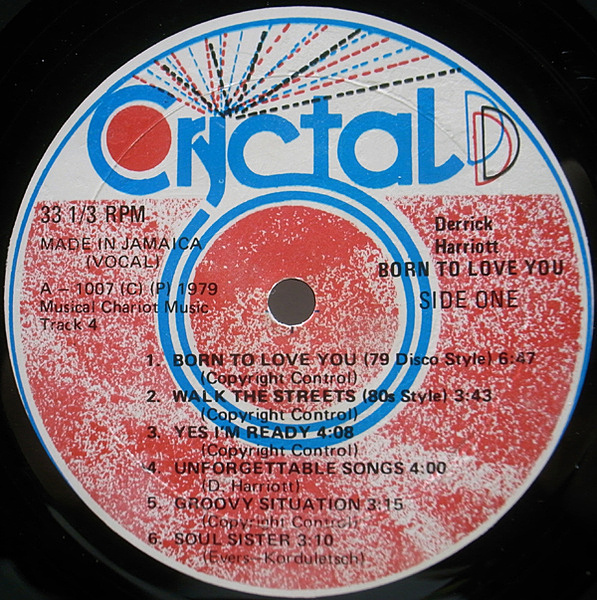 Cryctal DD
33 1/3 RPM
MADE IN JAMAICA
(VOCAL)
A - 1007 (C) (P) 1979
Musical Chariot Music
Track 4
Derrick
Harriott
BORN TO LOVE YOU
SIDE ONE
1. BORN TO LOVE YOU (79 Disco Style) 6:47
(Copyright Control)
2. WALK THE STREETS (80s Style) 3:43
(Copyright Control)
3. YES I'M READY 4:08
(Copyright Control)
4. UNFORGETTABLE SONGS 4:00
(D. Harriott)
5. GROOVY SITUATION 3:15
(Copyright Control)
6. SOUL SISTER 3:10
(Evers-Korduletsch)